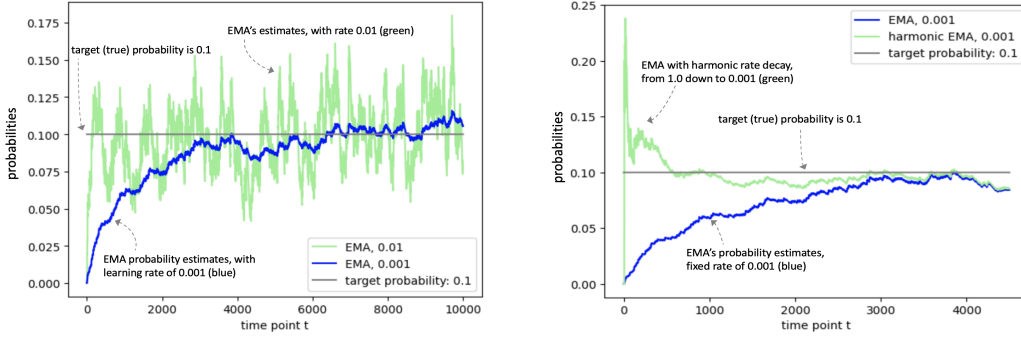 0.175
0.150
0.125
0.100
0.075
0.050
0.025
0.000
probabilities
EMA's estimates, with rate 0.01 (green)
target (true) probability is 0.1
EMA probability estimates, with
learning rate of 0.001 (blue)
EMA, 0.01
EMA, 0.001
target probability: 0.1
0 2000 4000 6000 8000 10000
time point t
0.25
0.20
0.15
0.10
0.05
0.00
probabilities
EMA, 0.001
harmonic EMA, 0.001
target probability: 0.1
EMA with harmonic rate decay,
from 1.0 down to 0.001 (green)
target (true) probability is 0.1
EMA's probability estimates,
fixed rate of 0.001 (blue)
0 1000 2000 3000 4000
time point t